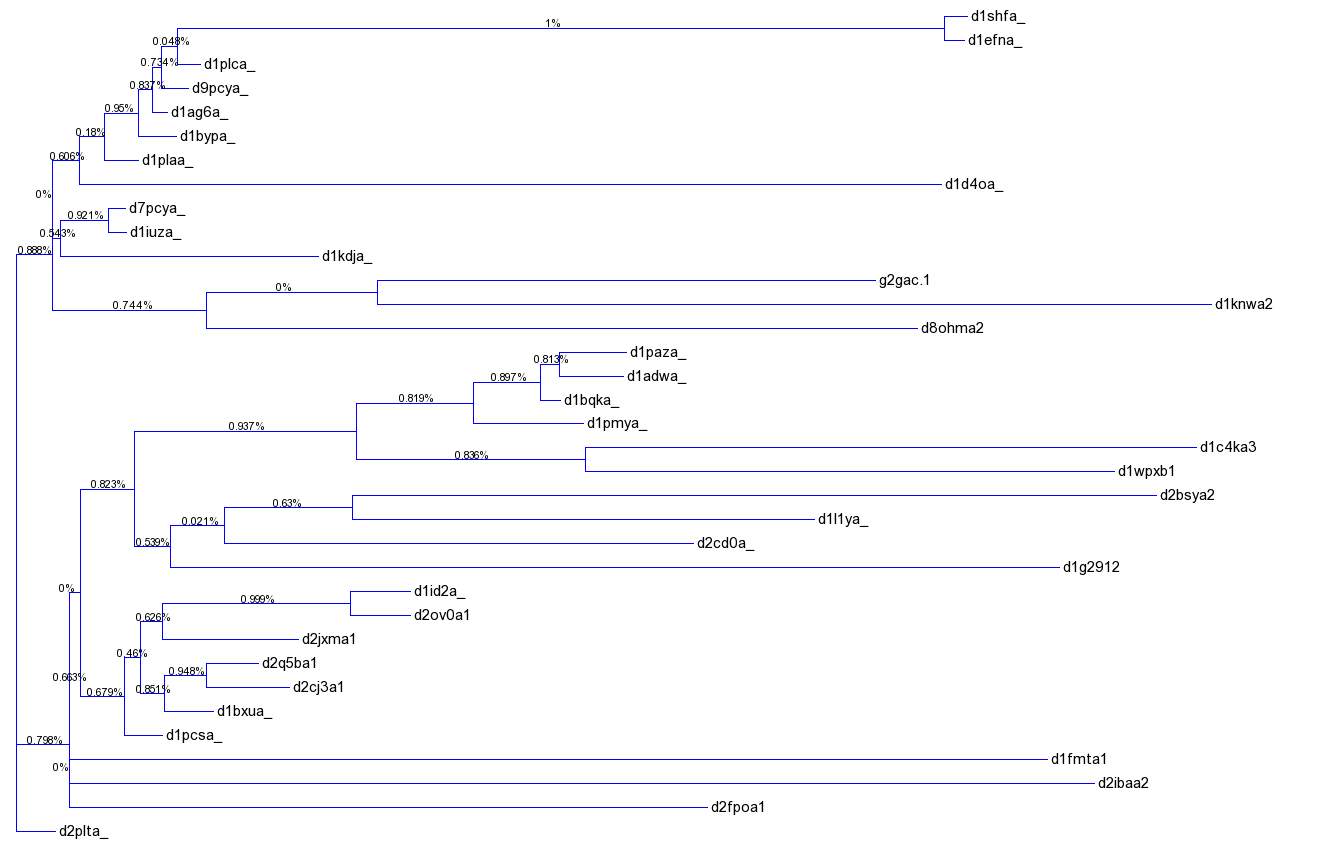 d1shfa_
1%
d1efna_
0.048%
0.734%
d1plca_
0.837%
d9pcya_
0.95%
d1ag6a_
0.18%
d1bypa_
0.606%
d1plaa_
d1d4oa_
0%
d7pcya_
0.921%
d1iuza_
0.543%
0.888%
d1kdja_
g2gac.1
0%
0.744%
d1knwa2
d8ohma2
d1paza_
0.813%
d1adwa_
0.897%
0.819%
d1bqka_
d1pmya_
0.937%
d1c4ka3
0.836%
d1wpxb1
0.823%
d2bsya2
0.63%
d1l1ya_
0.021%
0.539%
d2cd0a_
d1g2912
0%
d1id2a_
0.999%
d2ov0a1
0.626%
d2jxma1
0.46%
d2q5ba1
0.948%
0.663%
d2cj3a1
0.851%
0.679%
d1bxua_
d1pcsa_
0.798%
d1fmta1
0%
d2ibaa2
d2fpoa1
d2plta_